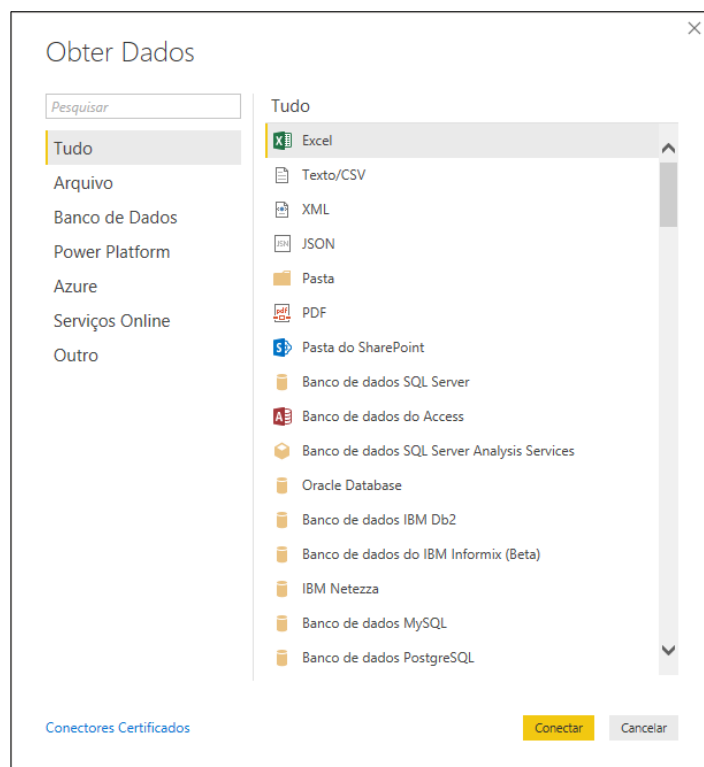 Obter Dados
Pesquisar
Tudo
Arquivo
Banco de Dados
Power Platform
Azure
Serviços Online
Outro
Tudo
Excel
Texto/CSV
XML
JSON
Pasta
PDF
Pasta do SharePoint
Banco de dados SQL Server
Banco de dados do Access
Banco de dados SQL Server Analysis Services
Oracle Database
Banco de dados IBM Db2
Banco de dados do IBM Informix (Beta)
IBM Netezza
Banco de dados MySQL
Banco de dados PostgreSQL
Conectores Certificados
Conectar
Cancelar